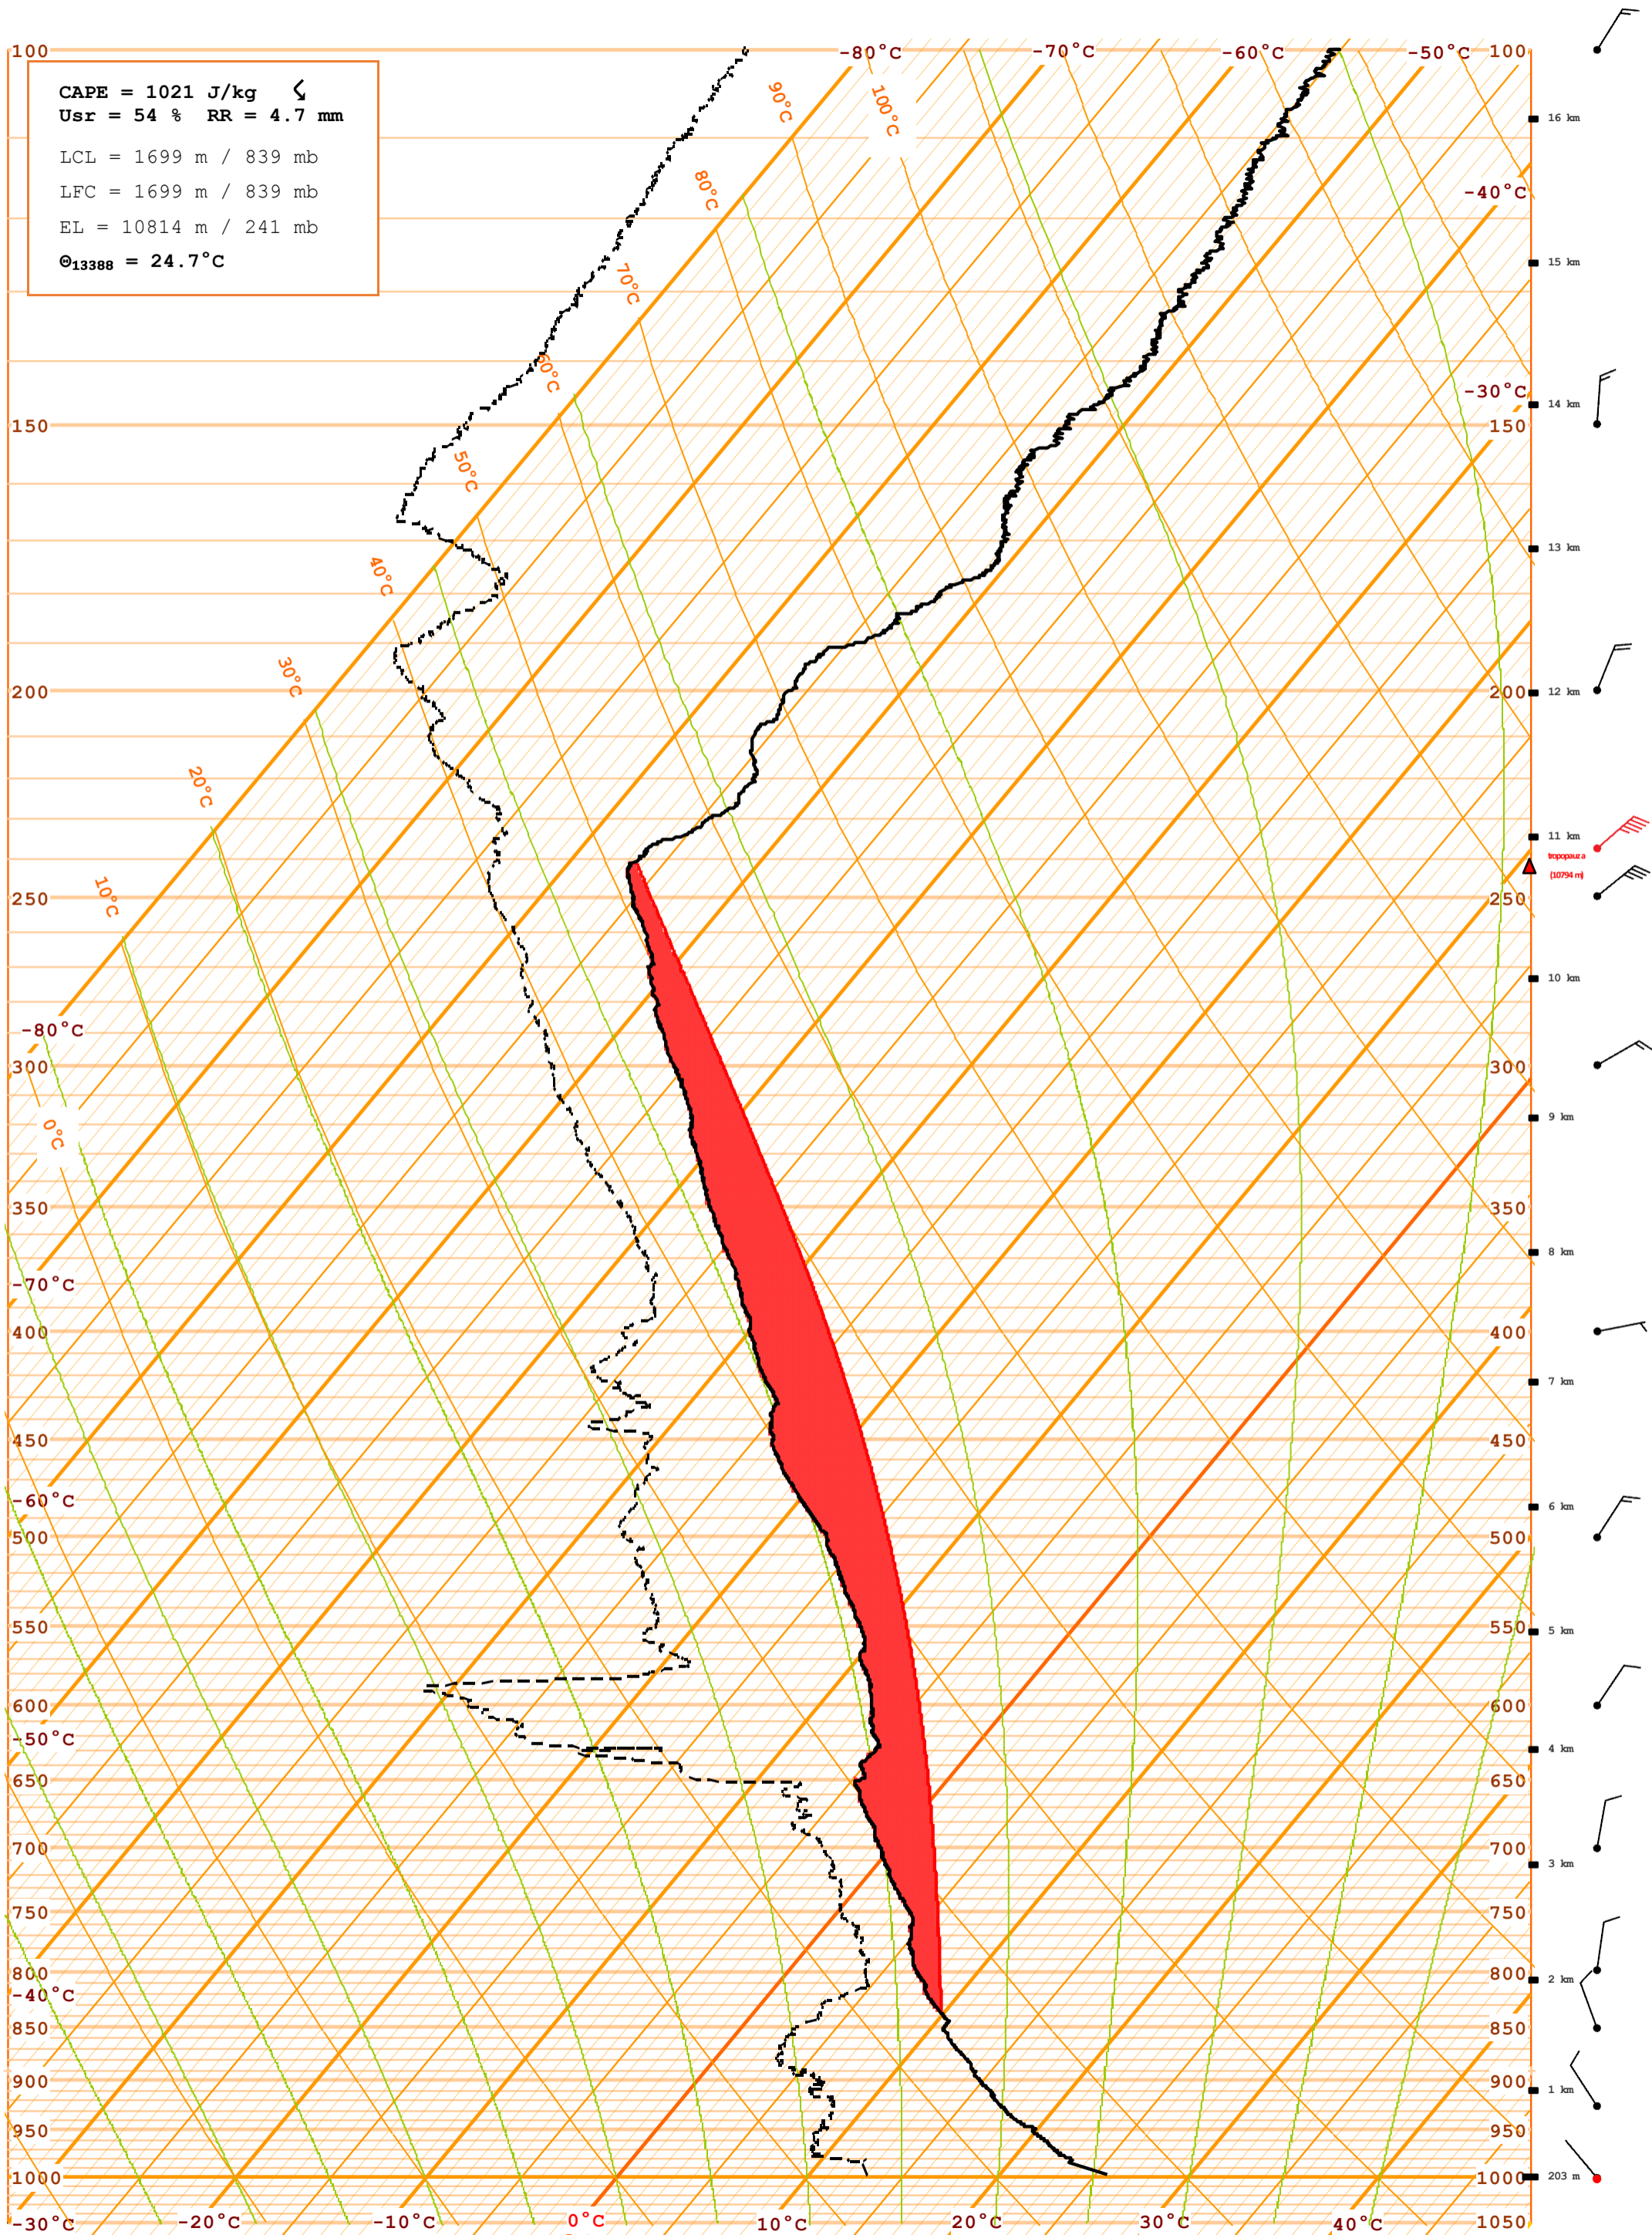 100 -80°C -70°C -60°C -50°C 100
CAPE = 1021 J/kg
Usr = 54 % RR = 4.7 mm
LCL = 1699 m / 839 mb
LFC = 1699 m / 839 mb
EL = 10814 m / 241 mb
Θ13388 = 24.7°C
90°C 100°C
16 km
80°C
-40°C
70°C
15 km
60°C
-30°C
14 km
150 150
50°C
13 km
40°C
30°C
200 200 12 km
20°C
11 km
tropopauza
(10794 m)
10°C
250 250
10 km
-80°C
300 300
0°C
9 km
350 350
8 km
-70°C
400 400
7 km
450 450
-60°C
6 km
500 500
550 550
5 km
600 600
-50°C
4 km
650 650
700 700
3 km
750 750
800 800
2 km
-40°C
850 850
900 900
1 km
950 950
1000 1000 203 m
-30°C -20°C -10°C 0°C 10°C 20°C 30°C 40°C 1050